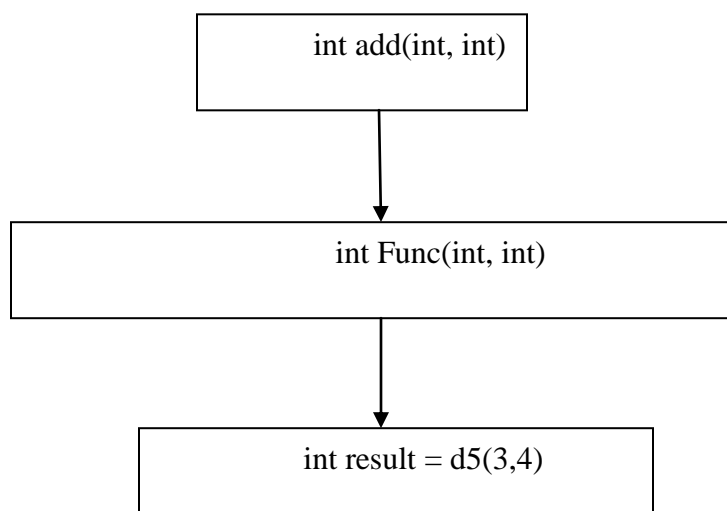 int add(int, int)
int Func(int, int)
int result = d5(3,4)